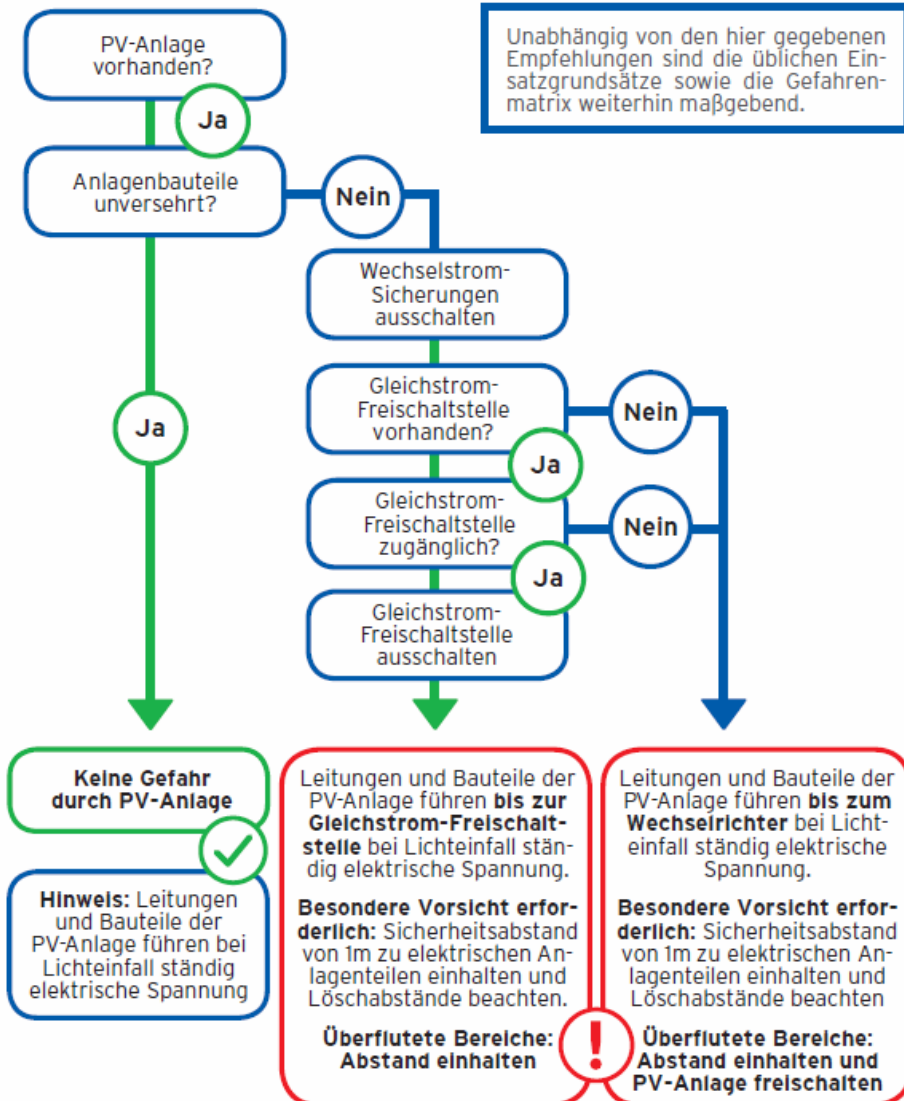 PV-Anlage
vorhanden?
Unabhängig von den hier gegebenen
Empfehlungen sind die üblichen Ein-
satzgrundsätze sowie die Gefahren-
matrix weiterhin maßgebend.
Ja
Anlagenbauteile
unversehrt?
Nein
Wechselstrom-
Sicherungen
ausschalten
Gleichstrom-
Freischaltstelle
vorhanden?
Nein
Ja
Ja
Gleichstrom-
Freischaltstelle
zugänglich?
Nein
Ja
Gleichstrom-
Freischaltstelle
ausschalten
Keine Gefahr
durch PV-Anlage
Hinweis: Leitungen
und Bauteile der
PV-Anlage führen bei
Lichteinfall ständig
elektrische Spannung
Leitungen und Bauteile der
PV-Anlage führen bis zur
Gleichstrom-Freischalt-
stelle bei Lichteinfall stän-
dig elektrische Spannung.
Besondere Vorsicht erfor-
derlich: Sicherheitsabstand
von 1m zu elektrischen An-
lagenteilen einhalten und
Löschabstände beachten.
Überflutete Bereiche:
Abstand einhalten
!
Leitungen und Bauteile der
PV-Anlage führen bis zum
Wechselrichter bei Licht-
einfall ständig elektrische
Spannung.
Besondere Vorsicht erfor-
derlich: Sicherheitsabstand
von 1m zu elektrischen An-
lagenteilen einhalten und
Löschabstände beachten
Überflutete Bereiche:
Abstand einhalten und
PV-Anlage freischalten